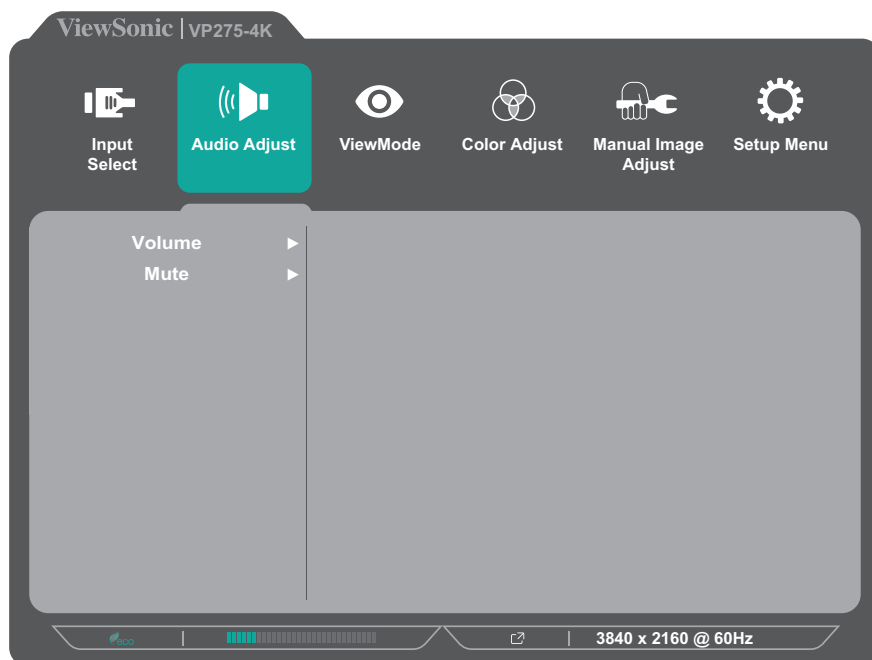 ViewSonic | VP275-4K
Input Select
Audio Adjust
ViewMode
Color Adjust
Manual Image Adjust
Setup Menu
Volume
Mute
eco
3840 x 2160 @ 60Hz